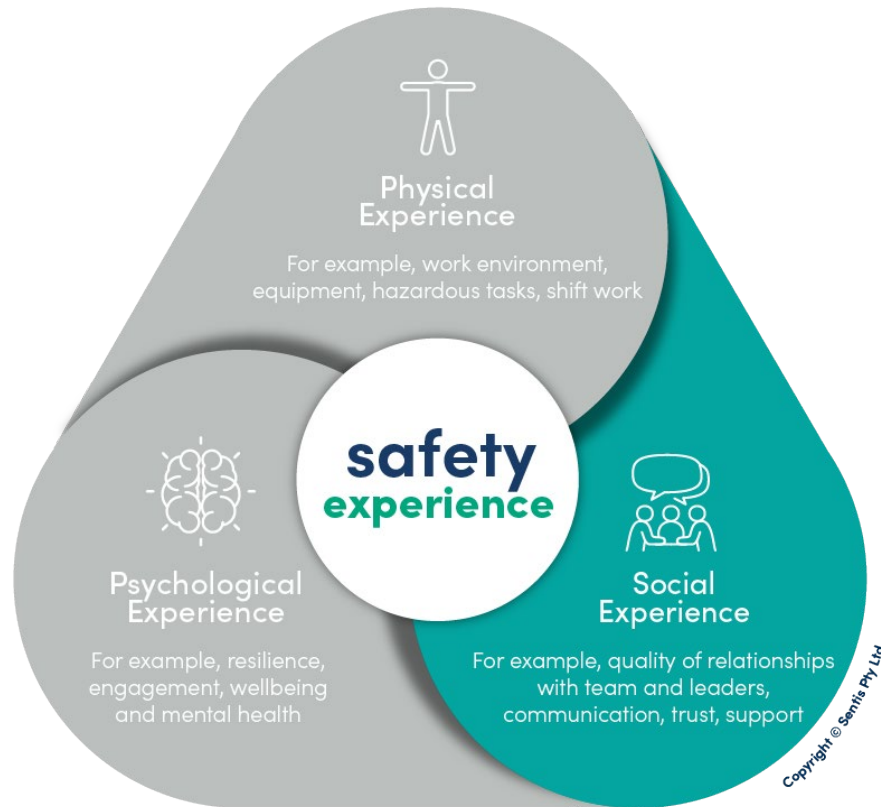 Physical
Experience
For example, work environment,
equipment, hazardous tasks, shift work
safety
experience
Psychological
Experience
For example, resilience,
engagement, wellbeing
and mental health
Social
Experience
For example, quality of relationships
with team and leaders,
communication, trust, support
Copyright © Sentis Pty Ltd